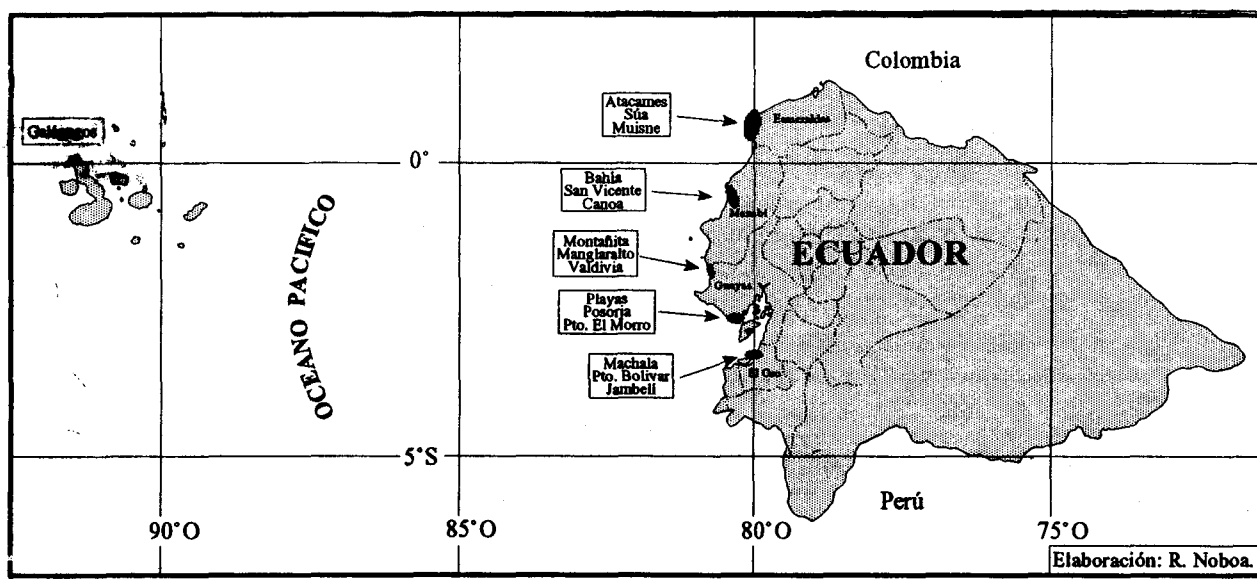 Colombia
Atacames
Súa
Muisne
Esmeraldas
Galápagos
0°
Bahía
San Vicente
Canoa
Manabí
OCEANO PACIFICO
Montañita
Manglaralto
Valdivia
ECUADOR
Guayas
Playas
Posorja
Pto. El Morro
Machala
Pto. Bolívar
Jambelí
El Oro
5°S
Perú
90°O
85°O
80°O
75°O
Elaboración: R. Noboa.